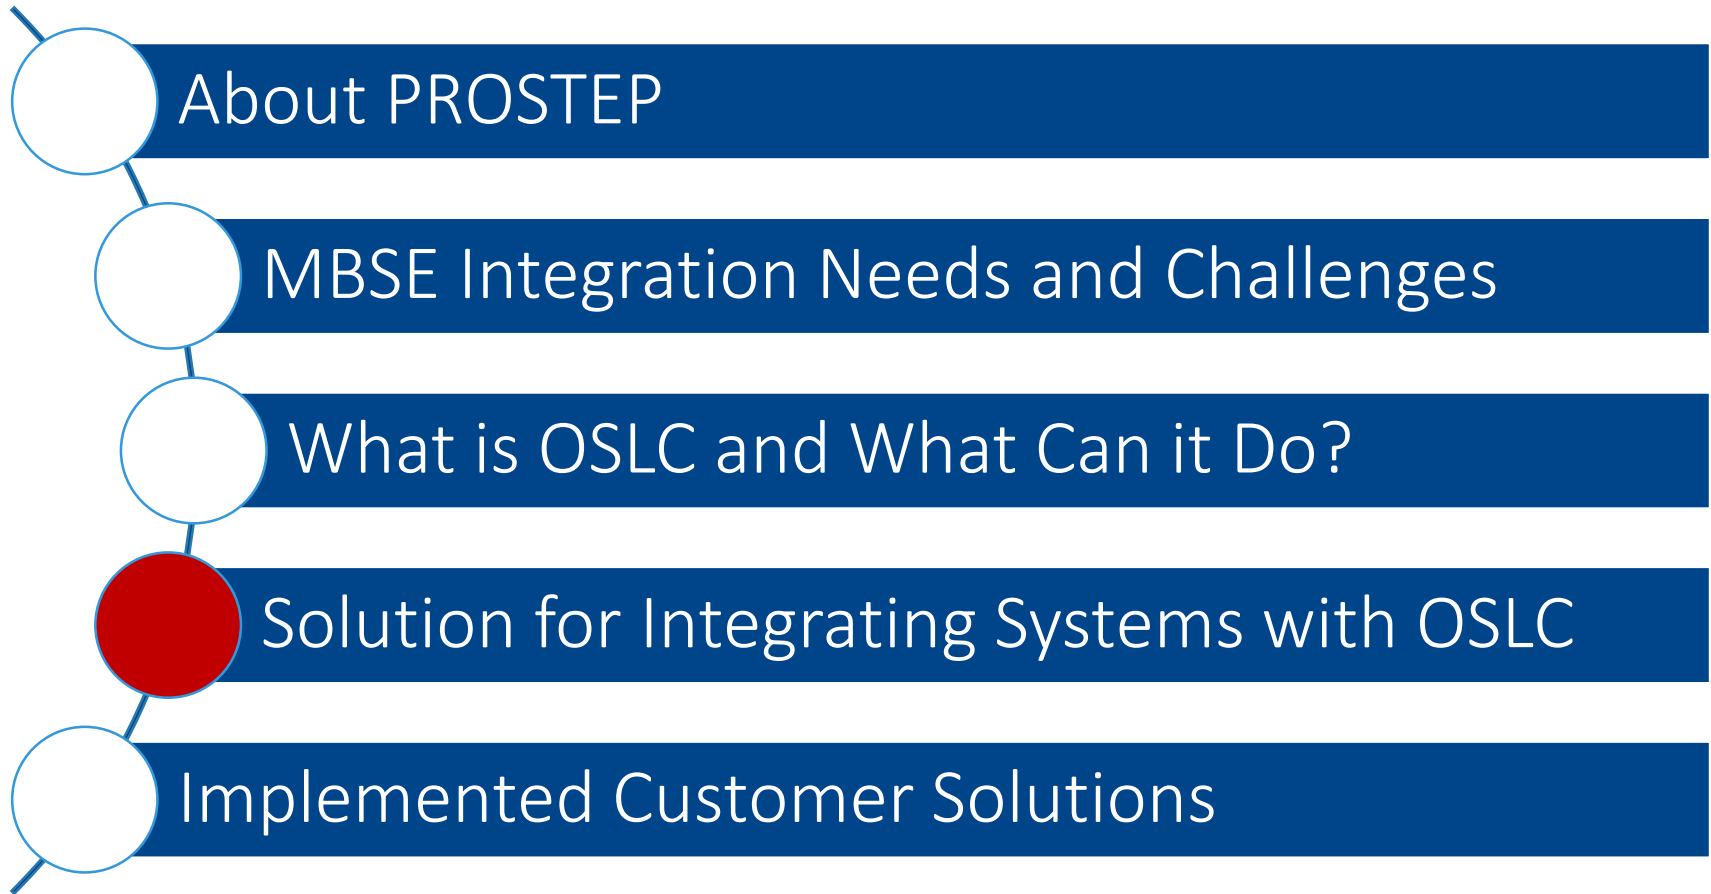 About PROSTEP
MBSE Integration Needs and Challenges
What is OSLC and What Can it Do?
Solution for Integrating Systems with OSLC
Implemented Customer Solutions